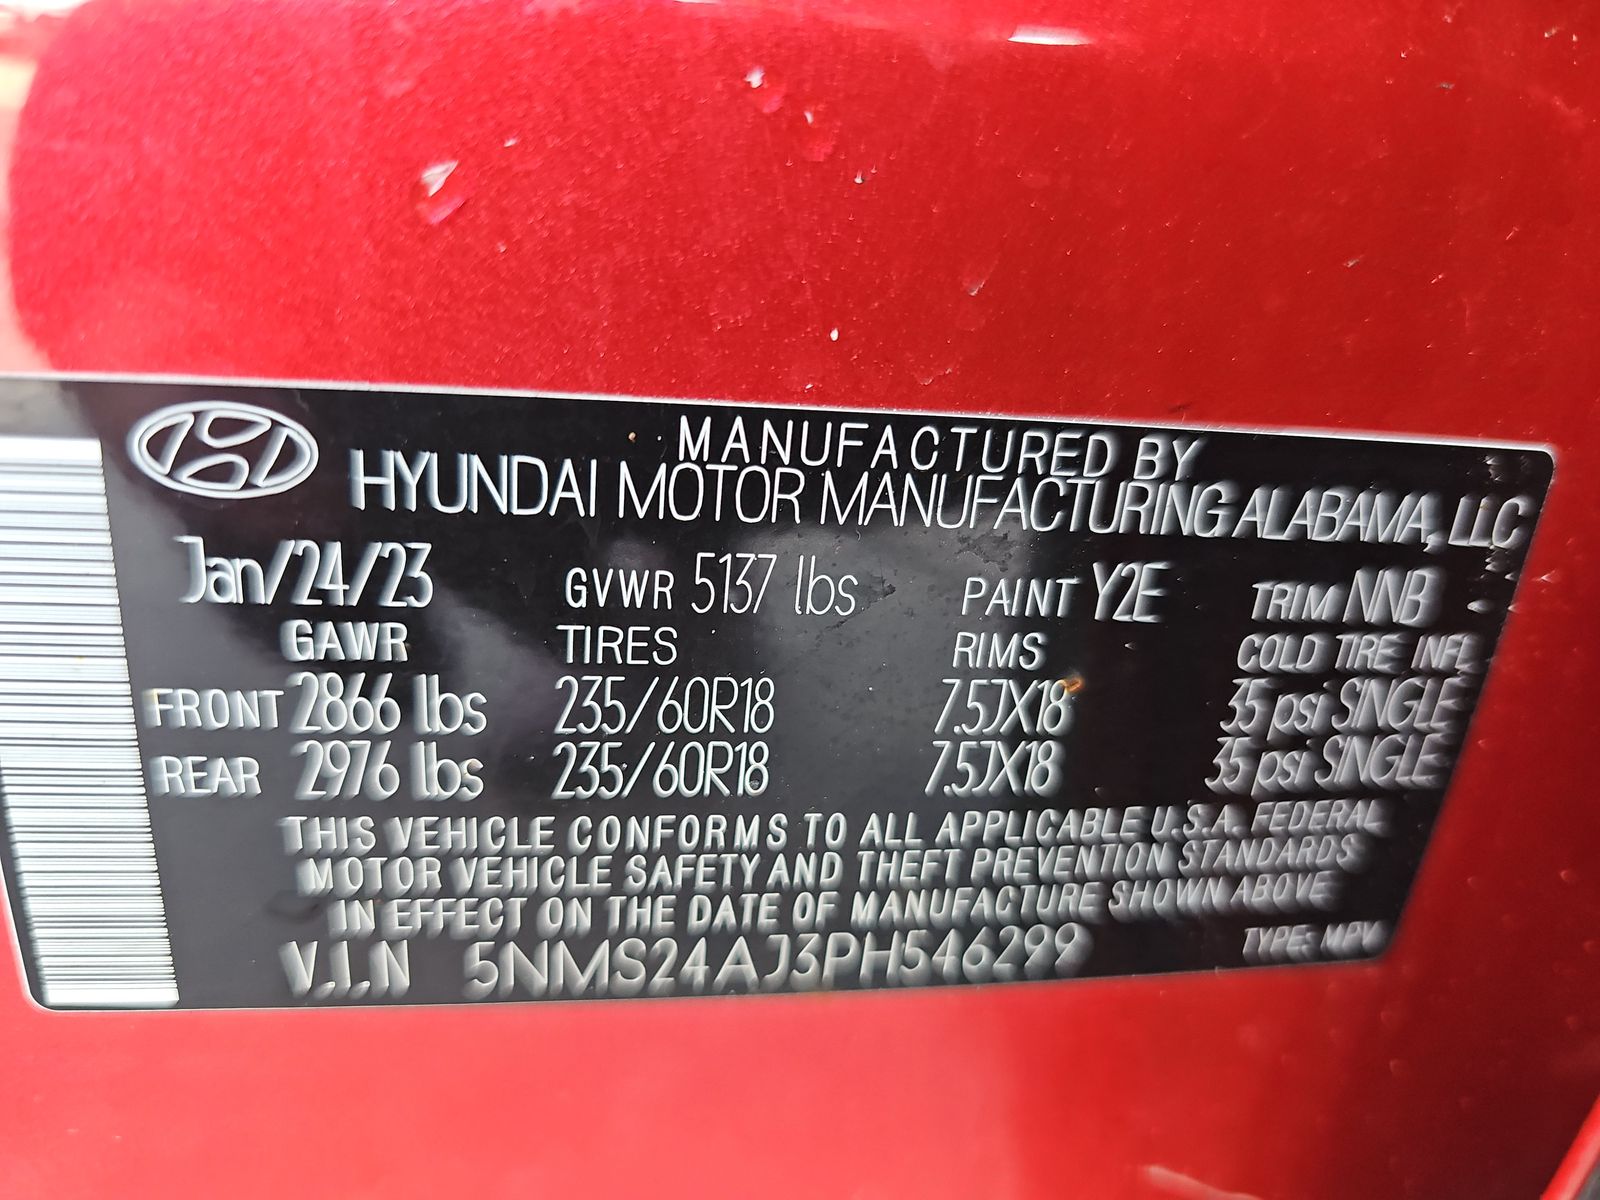 MANUFACTURED BY
HYUNDAI MOTOR MANUFACTURING ALABAMA, LLC
Jan/24/23 GVWR 5137 lbs PAINT Y2E TRIM NNB
GAWR TIRES RIMS COLD TIRE INFL
FRONT 2866 lbs 235/60R18 7.5JX18 35 psi SINGLE
REAR 2976 lbs 235/60R18 7.5JX18 35 psi SINGLE
THIS VEHICLE CONFORMS TO ALL APPLICABLE U.S.A. FEDERAL
MOTOR VEHICLE SAFETY AND THEFT PREVENTION STANDARDS
IN EFFECT ON THE DATE OF MANUFACTURE SHOWN ABOVE
V.I.N 5NMS24AJ3PH546299 TYPE: MPV